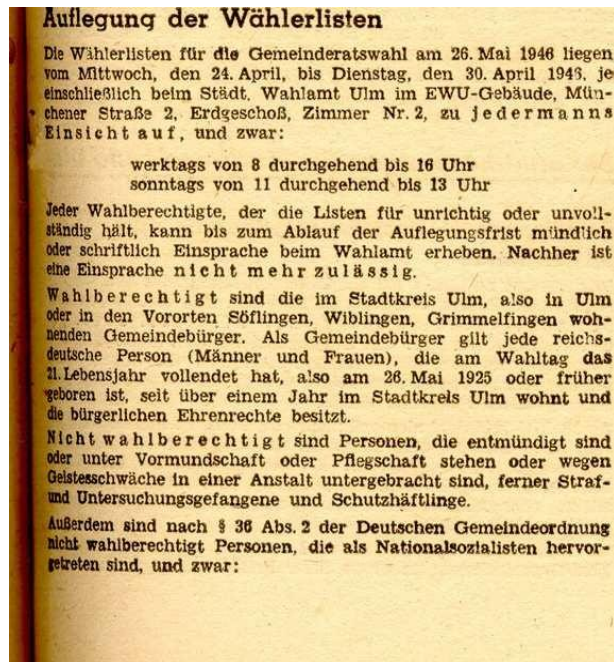 Auflegung der Wählerlisten
Die Wählerlisten für die Gemeinderatswahl am 26. Mai 1946 liegen
vom Mittwoch, den 24. April, bis Dienstag, den 30. April 1946, je
einschließlich beim Städt. Wahlamt Ulm im EWU-Gebäude, Mün-
chener Straße 2, Erdgeschoß, Zimmer Nr. 2, zu jedermanns
Einsicht auf, und zwar:
werktags von 8 durchgehend bis 16 Uhr
sonntags von 11 durchgehend bis 13 Uhr
Jeder Wahlberechtigte, der die Listen für unrichtig oder unvoll-
ständig hält, kann bis zum Ablauf der Auflegungsfrist mündlich
oder schriftlich Einsprache beim Wahlamt erheben. Nachher ist
eine Einsprache nicht mehr zulässig.
Wahlberechtigt sind die im Stadtkreis Ulm, also in Ulm
oder in den Vororten Söflingen, Wiblingen, Grimmelfingen woh-
nenden Gemeindebürger. Als Gemeindebürger gilt jede reichs-
deutsche Person (Männer und Frauen), die am Wahltag das
21. Lebensjahr vollendet hat, also am 26. Mai 1925 oder früher
geboren ist, seit über einem Jahr im Stadtkreis Ulm wohnt und
die bürgerlichen Ehrenrechte besitzt.
Nicht wahlberechtigt sind Personen, die entmündigt sind
oder unter Vormundschaft oder Pflegschaft stehen oder wegen
Geistesschwäche in einer Anstalt untergebracht sind, ferner Straf-
und Untersuchungsgefangene und Schutzhäftlinge.
Außerdem sind nach § 36 Abs. 2 der Deutschen Gemeindeordnung
nicht wahlberechtigt Personen, die als Nationalsozialisten hervor-
getreten sind, und zwar: